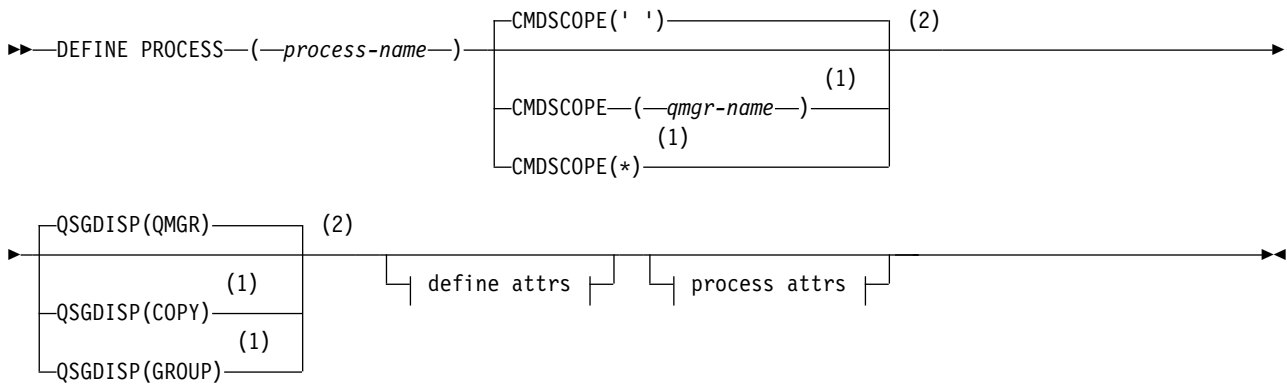 CMDSCOPE(' ') (2)
DEFINE PROCESS ( process-name )
(1)
CMDSCOPE ( qmgr-name )
(1)
CMDSCOPE(*)
QSGDISP(QMGR) (2)
(1)
define attrs process attrs
QSGDISP(COPY)
(1)
QSGDISP(GROUP)